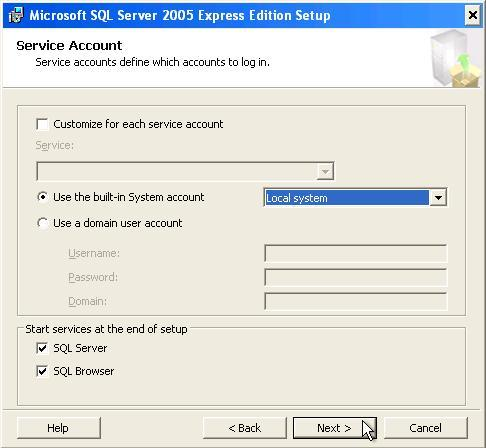 Microsoft SQL Server 2005 Express Edition Setup
Service Account
Service accounts define which accounts to log in.
Customize for each service account
Service:
Use the built-in System account
Local system
Use a domain user account
Username:
Password:
Domain:
Start services at the end of setup
SQL Server
SQL Browser
Help
< Back
Next >
Cancel